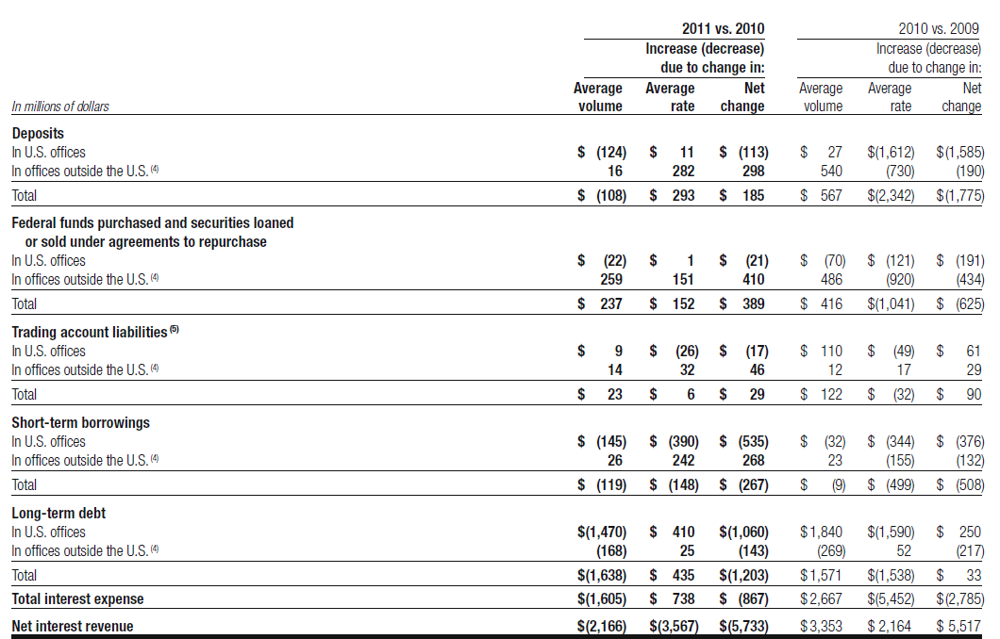 2011 vs. 2010 2010 vs. 2009
Increase (decrease) Increase (decrease)
due to change in: due to change in:
Average Average Net Average Average Net
In millions of dollars volume rate change volume rate change
Deposits
In U.S. offices $ (124) $ 11 $ (113) $ 27 $(1,612) $(1,585)
In offices outside the U.S. (4) 16 282 298 540 (730) (190)
Total $ (108) $ 293 $ 185 $ 567 $(2,342) $(1,775)
Federal funds purchased and securities loaned
or sold under agreements to repurchase
In U.S. offices $ (22) $ 1 $ (21) $ (70) $ (121) $ (191)
In offices outside the U.S. (4) 259 151 410 486 (920) (434)
Total $ 237 $ 152 $ 389 $ 416 $(1,041) $ (625)
Trading account liabilities (5)
In U.S. offices $ 9 $ (26) $ (17) $ 110 $ (49) $ 61
In offices outside the U.S. (4) 14 32 46 12 17 29
Total $ 23 $ 6 $ 29 $ 122 $ (32) $ 90
Short-term borrowings
In U.S. offices $ (145) $ (390) $ (535) $ (32) $ (344) $ (376)
In offices outside the U.S. (4) 26 242 268 23 (155) (132)
Total $ (119) $ (148) $ (267) $ (9) $ (499) $ (508)
Long-term debt
In U.S. offices $(1,470) $ 410 $(1,060) $1,840 $(1,590) $ 250
In offices outside the U.S. (4) (168) 25 (143) (269) 52 (217)
Total $(1,638) $ 435 $(1,203) $1,571 $(1,538) $ 33
Total interest expense $(1,605) $ 738 $ (867) $2,667 $(5,452) $(2,785)
Net interest revenue $(2,166) $(3,567) $(5,733) $3,353 $ 2,164 $ 5,517